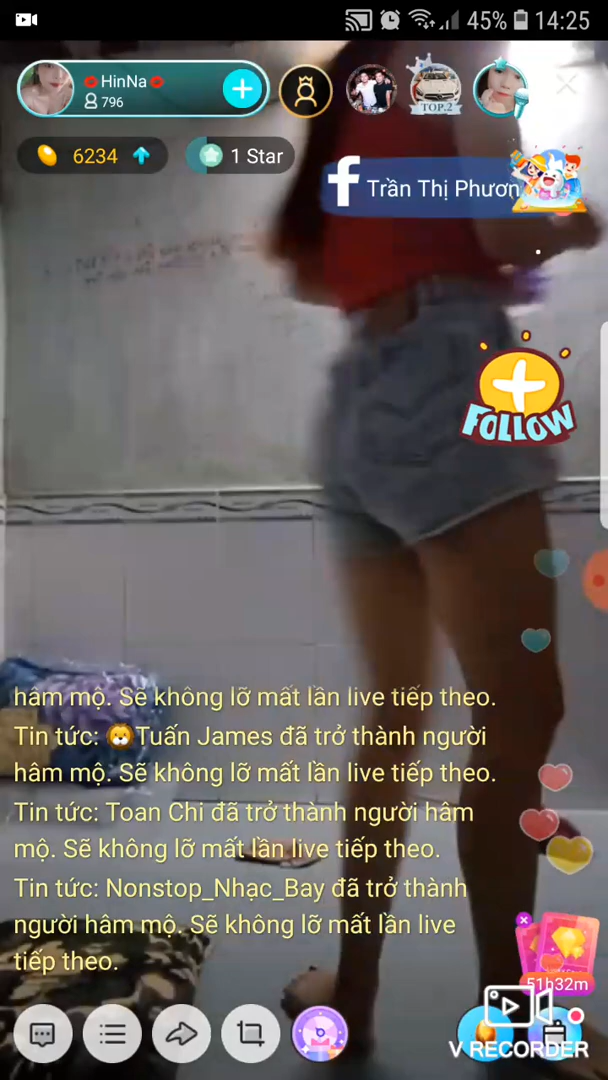 45% 14:25
HinNa
796
TOP.2
6234
1 Star
f Trần Thị Phươn
FOLLOW
hâm mộ. Sẽ không lỡ mất lần live tiếp theo.
Tin tức: 🦁Tuấn James đã trở thành người
hâm mộ. Sẽ không lỡ mất lần live tiếp theo.
Tin tức: Toan Chi đã trở thành người hâm
mộ. Sẽ không lỡ mất lần live tiếp theo.
Tin tức: Nonstop_Nhạc_Bay đã trở thành
người hâm mộ. Sẽ không lỡ mất lần live
tiếp theo.
51h32m
V RECORDER